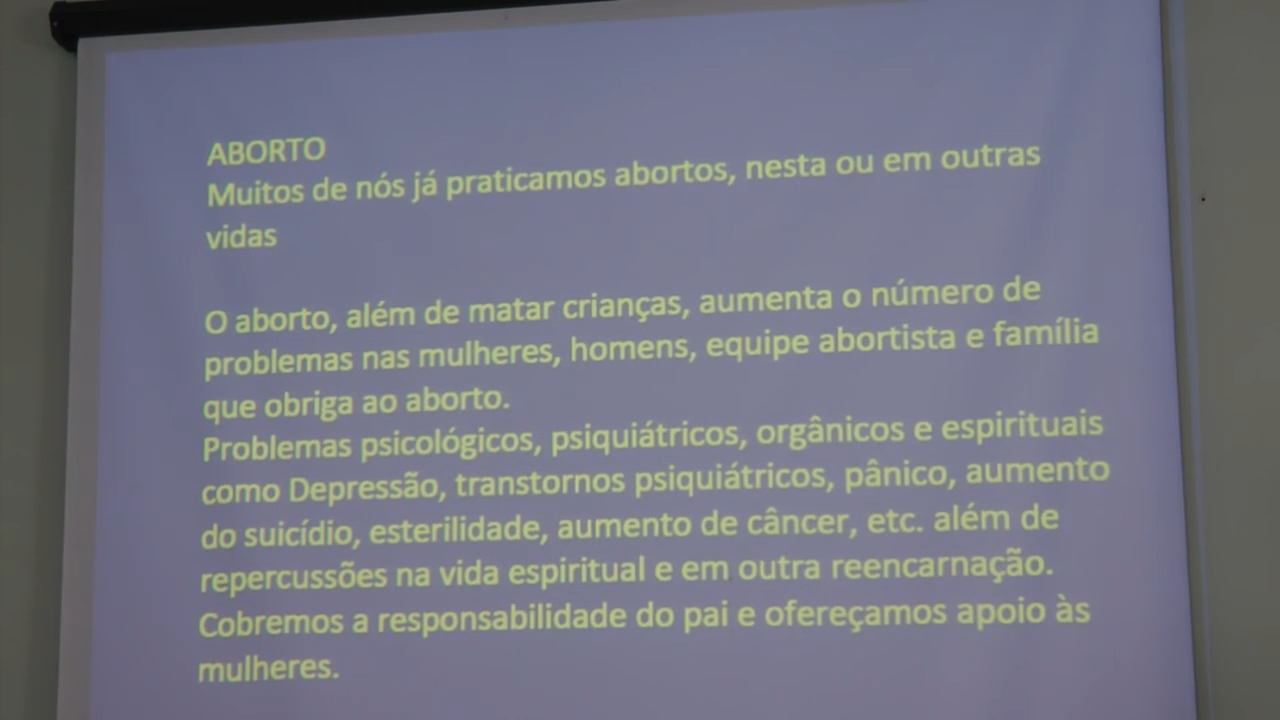 ABORTO
Muitos de nós já praticamos abortos, nesta ou em outras
vidas
O aborto, além de matar crianças, aumenta o número de
problemas nas mulheres, homens, equipe abortista e família
que obriga ao aborto.
Problemas psicológicos, psiquiátricos, orgânicos e espirituais
como Depressão, transtornos psiquiátricos, pânico, aumento
do suicídio, esterilidade, aumento de câncer, etc. além de
repercussões na vida espiritual e em outra reencarnação.
Cobremos a responsabilidade do pai e ofereçamos apoio às
mulheres.